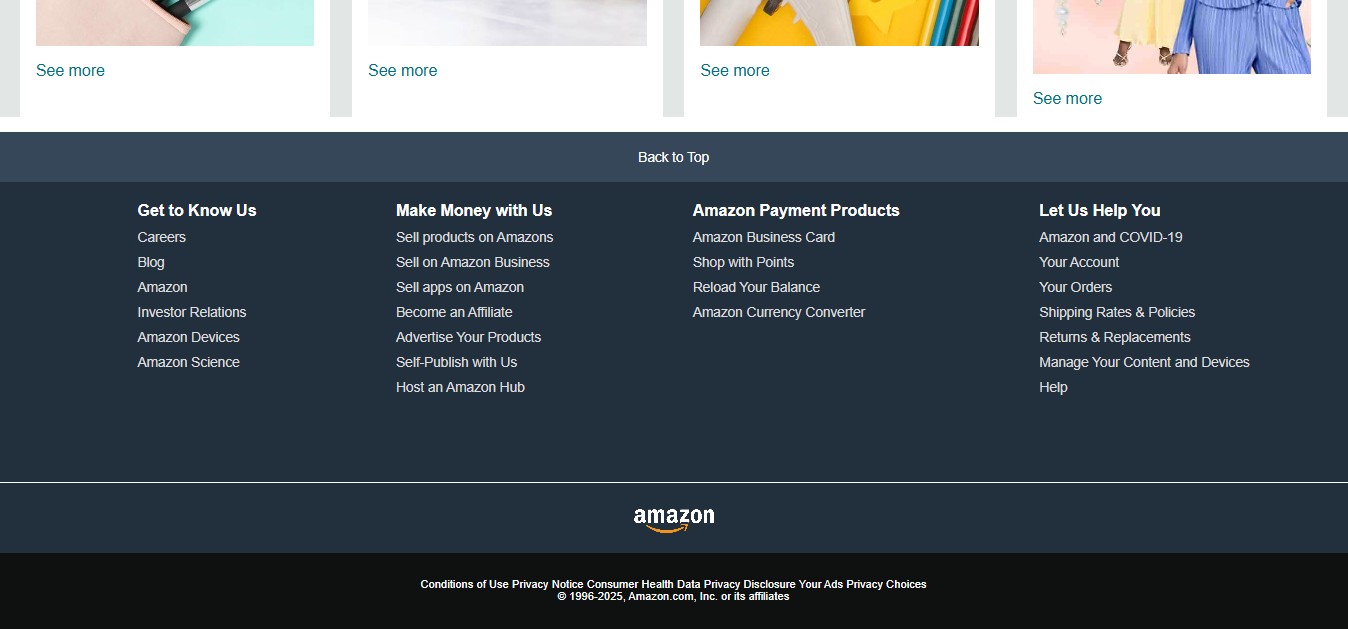 See more
See more
See more
See more
Back to Top
Get to Know Us
Careers
Blog
Amazon
Investor Relations
Amazon Devices
Amazon Science
Make Money with Us
Sell products on Amazons
Sell on Amazon Business
Sell apps on Amazon
Become an Affiliate
Advertise Your Products
Self-Publish with Us
Host an Amazon Hub
Amazon Payment Products
Amazon Business Card
Shop with Points
Reload Your Balance
Amazon Currency Converter
Let Us Help You
Amazon and COVID-19
Your Account
Your Orders
Shipping Rates & Policies
Returns & Replacements
Manage Your Content and Devices
Help
amazon
Conditions of Use Privacy Notice Consumer Health Data Privacy Disclosure Your Ads Privacy Choices
© 1996-2025, Amazon.com, Inc. or its affiliates